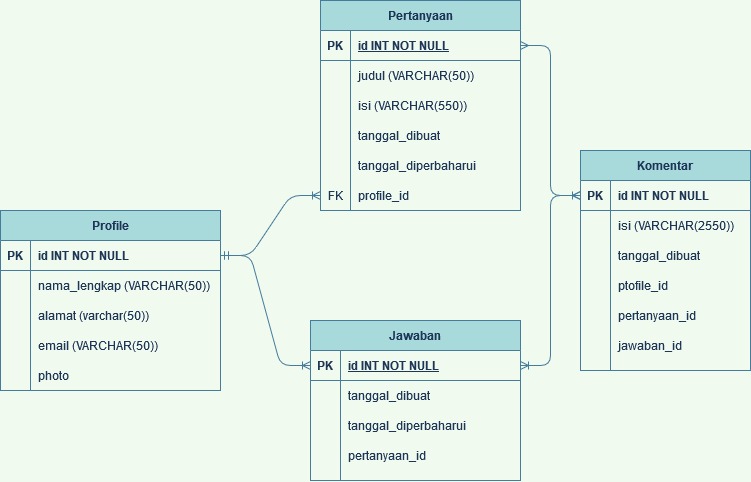 Pertanyaan
PK id INT NOT NULL
judul (VARCHAR(50))
isi (VARCHAR(550))
tanggal_dibuat
tanggal_diperbaharui
FK profile_id
Profile
PK id INT NOT NULL
nama_lengkap (VARCHAR(50))
alamat (varchar(50))
email (VARCHAR(50))
photo
Jawaban
PK id INT NOT NULL
tanggal_dibuat
tanggal_diperbaharui
pertanyaan_id
Komentar
PK id INT NOT NULL
isi (VARCHAR(2550))
tanggal_dibuat
ptofile_id
pertanyaan_id
jawaban_id